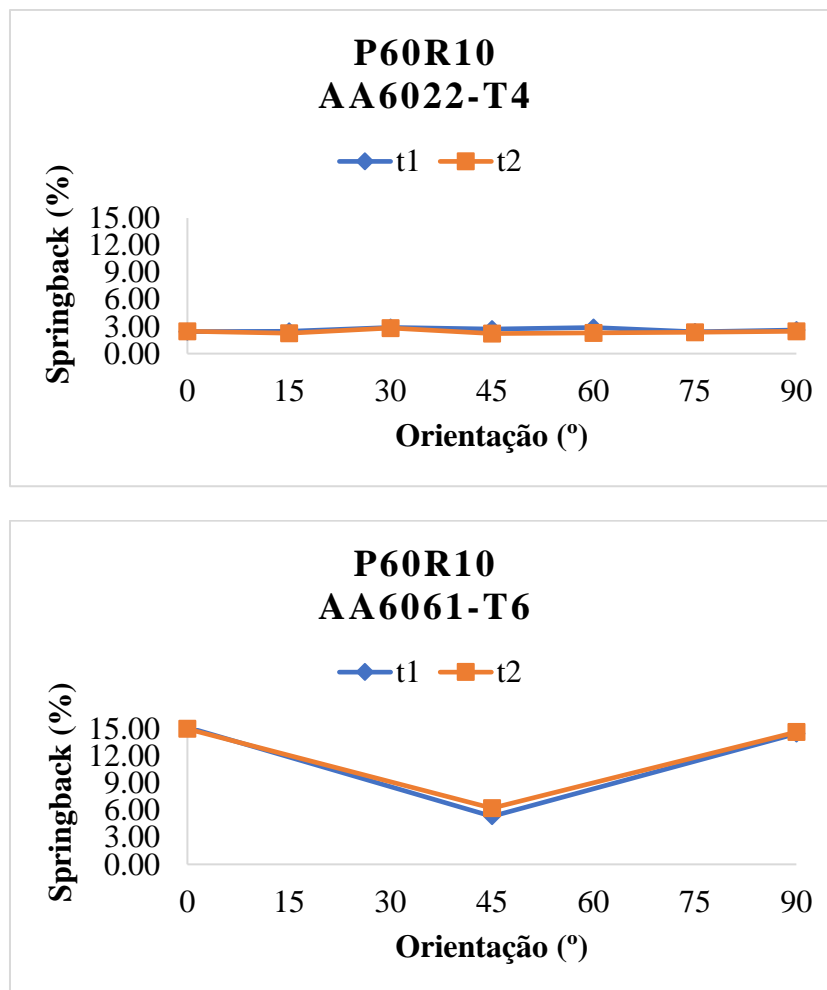 P60R10
AA6022-T4
t1 t2
Springback (%)
15.00
12.00
9.00
6.00
3.00
0.00
0 15 30 45 60 75 90
Orientação (º)
P60R10
AA6061-T6
t1 t2
Springback (%)
15.00
12.00
9.00
6.00
3.00
0.00
0 15 30 45 60 75 90
Orientação (º)